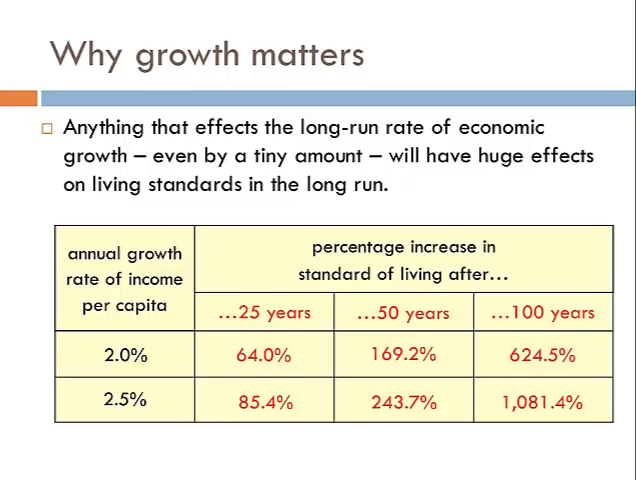 Why growth matters
Anything that effects the long-run rate of economic
growth – even by a tiny amount – will have huge effects
on living standards in the long run.
annual growth
rate of income
per capita
percentage increase in
standard of living after…
…25 years …50 years …100 years
2.0% 64.0% 169.2% 624.5%
2.5% 85.4% 243.7% 1,081.4%